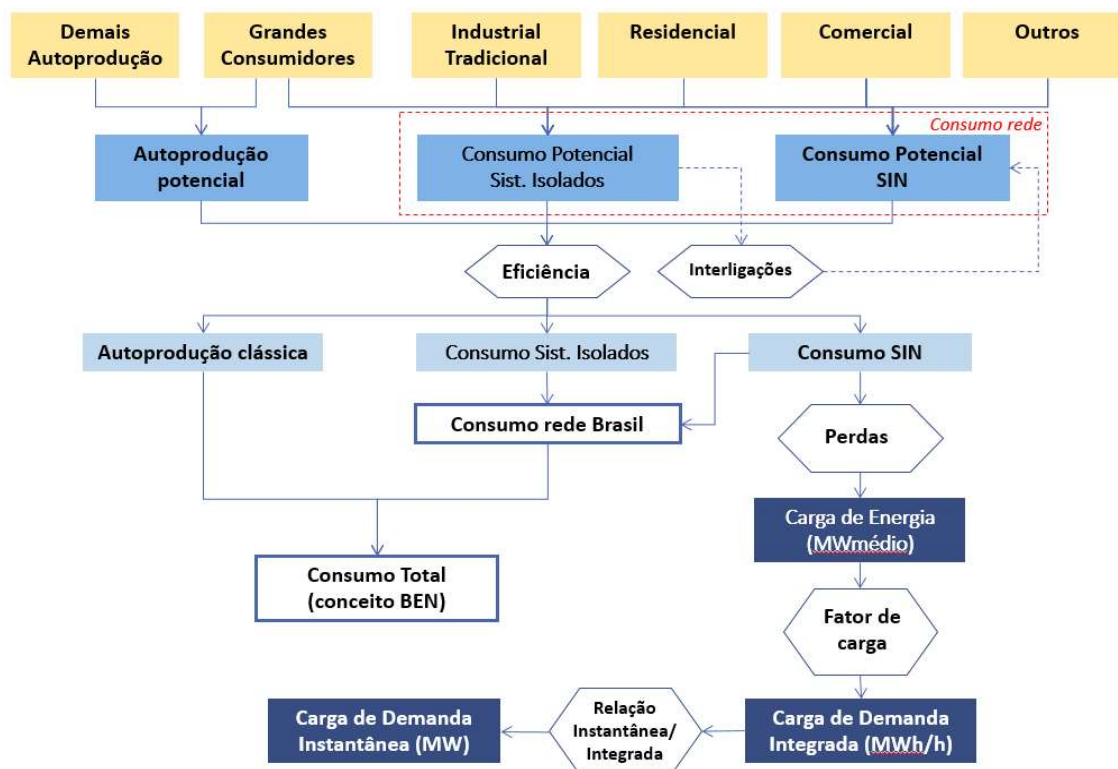 Demais
Autoprodução
Grandes
Consumidores
Industrial
Tradicional
Residencial
Comercial
Outros
Consumo rede
Autoprodução
potencial
Consumo Potencial
Sist. Isolados
Consumo Potencial
SIN
Eficiência
Interligações
Autoprodução clássica
Consumo Sist. Isolados
Consumo SIN
Consumo rede Brasil
Perdas
Carga de Energia
(MWmédio)
Consumo Total
(conceito BEN)
Fator de
carga
Carga de Demanda
Instantânea (MW)
Relação
Instantânea/
Integrada
Carga de Demanda
Integrada (MWh/h)